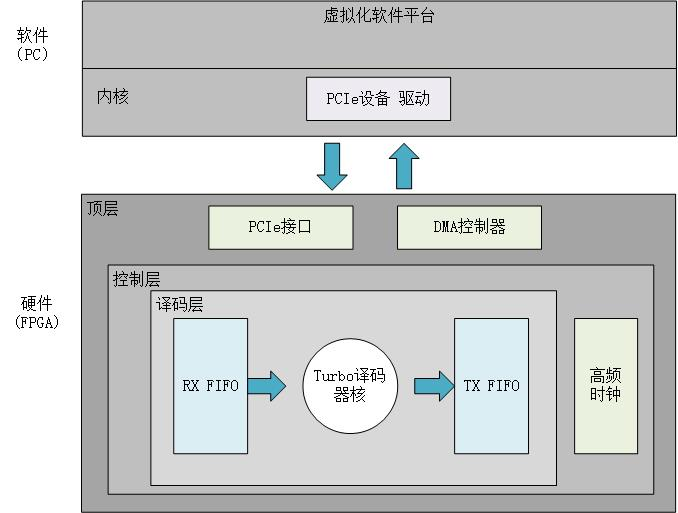 虚拟化软件平台
软件
(PC)
内核
PCIe设备 驱动
顶层
PCIe接口
DMA控制器
控制层
译码层
硬件
(FPGA)
RX FIFO
Turbo译码
器核
TX FIFO
高频
时钟